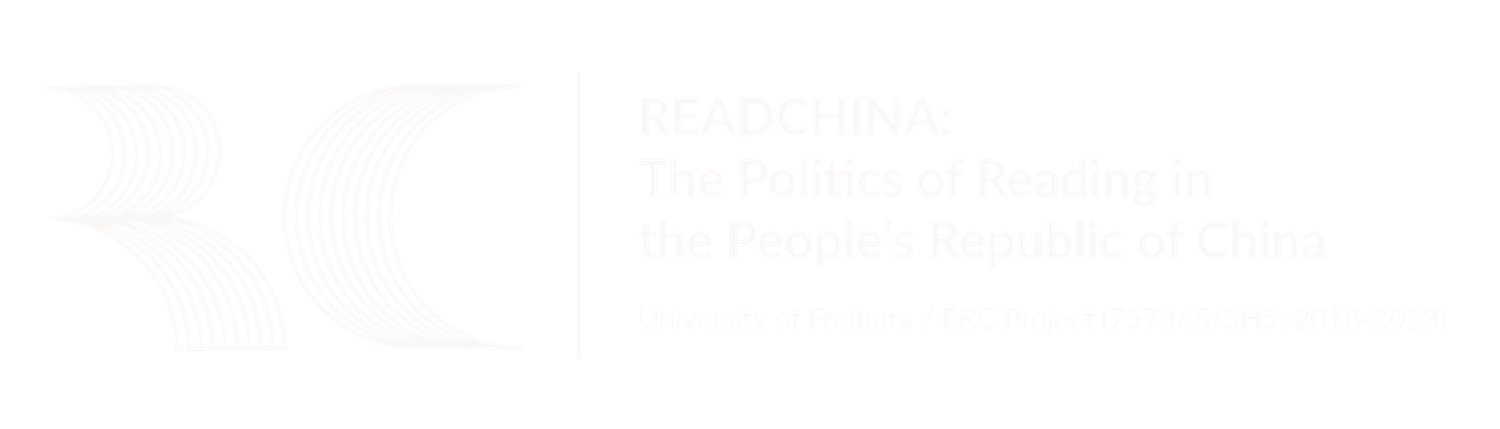 RC
READCHINA:
The Politics of Reading in
the People's Republic of China
University of Freiburg / ERC Project (757365/SH5: 2018-2023)